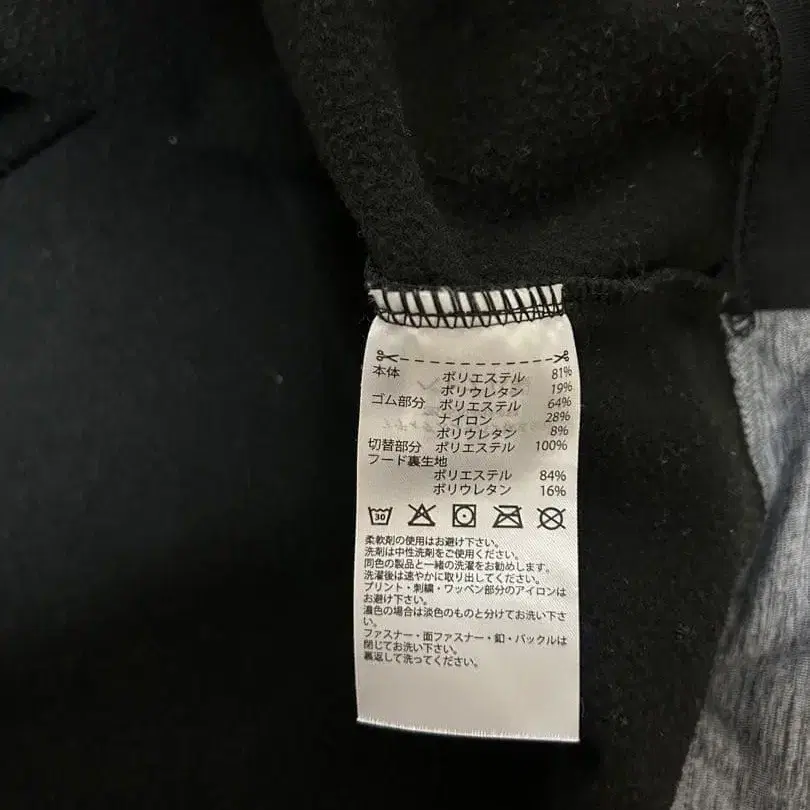 本体 ポリエステル 81%
ポリウレタン 19%
ゴム部分 ポリエステル 64%
ナイロン 28%
ポリウレタン 8%
切替部分 ポリエステル 100%
フード裏生地
ポリエステル 84%
ポリウレタン 16%
30
柔軟剤の使用はお避け下さい。
洗剤は中性洗剤をご使用ください。
同色の製品と一緒の洗濯をお勧めします。
洗濯後は速やかに取り出してください。
プリント・刺繍・ワッペン部分のアイロンは
お避け下さい。
濃色の場合は淡色のものと分けてお洗い下さ
い。
ファスナー・面ファスナー・釦・バックルは
閉じてお洗い下さい。
裏返して洗ってください。